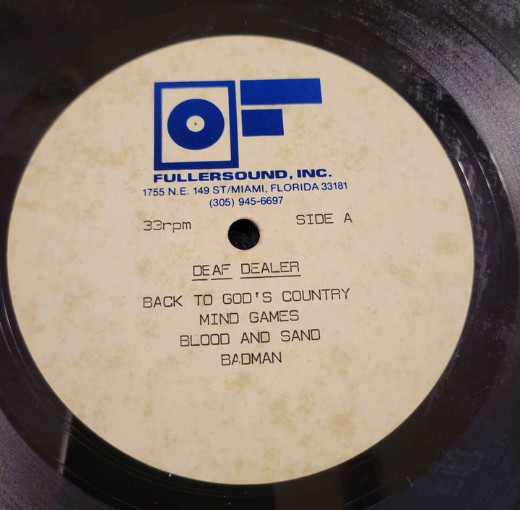 FULLERSOUND, INC.
1755 N.E. 149 ST/MIAMI, FLORIDA 33181
(305) 945-6697
33rpm SIDE A
DEAF DEALER
BACK TO GOD'S COUNTRY
MIND GAMES
BLOOD AND SAND
BADMAN